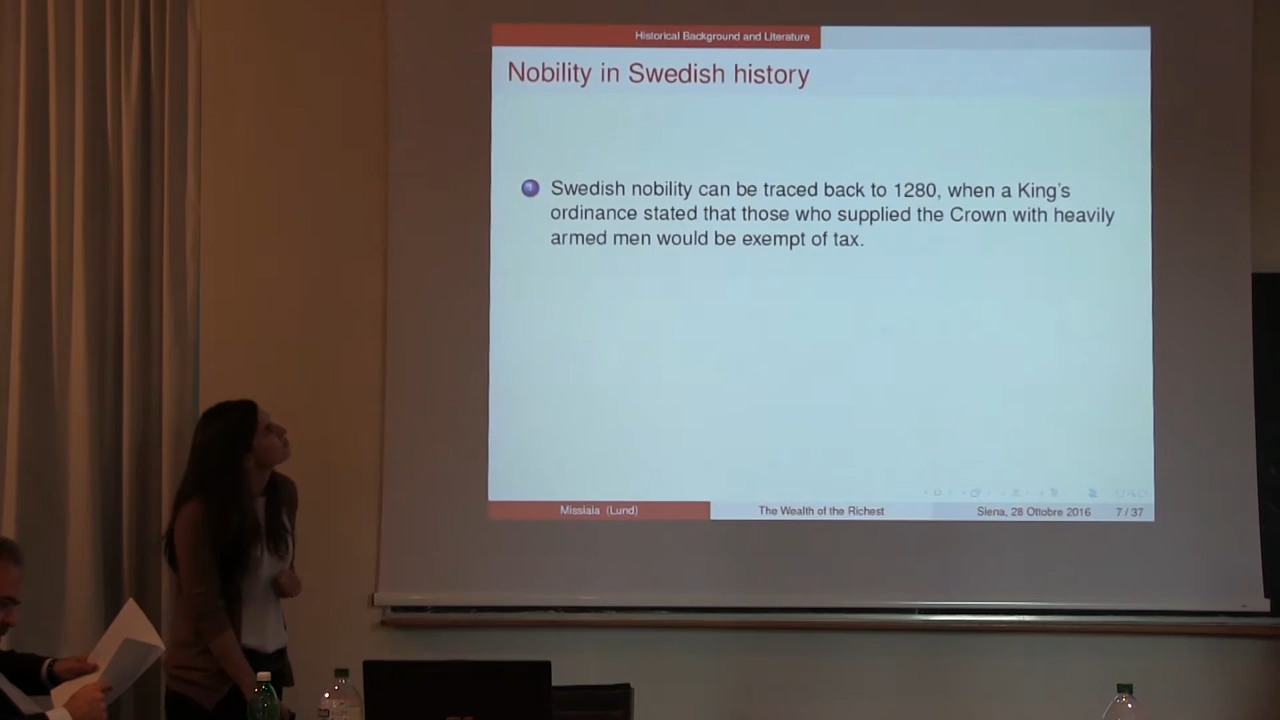 Historical Background and Literature
Nobility in Swedish history
1 Swedish nobility can be traced back to 1280, when a King's
ordinance stated that those who supplied the Crown with heavily
armed men would be exempt of tax.
Missiaia (Lund)
The Wealth of the Richest
Siena, 28 Ottobre 2016
7 / 37